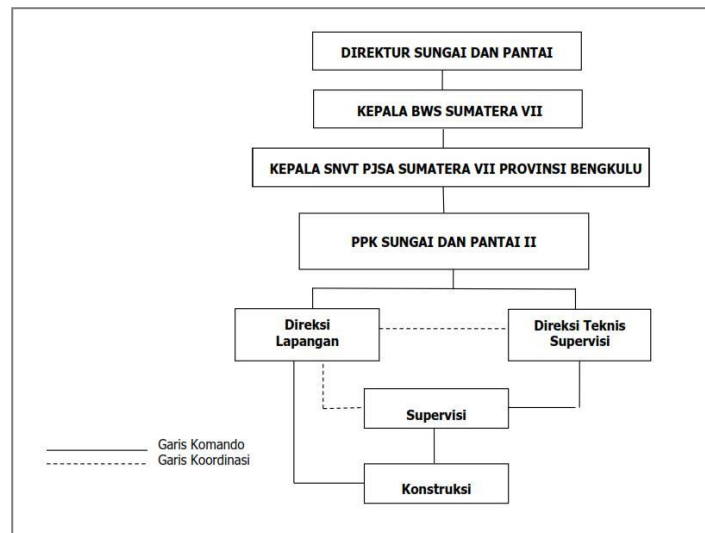 DIREKTUR SUNGAI DAN PANTAI
KEPALA BWS SUMATERA VII
KEPALA SNVT PJSA SUMATERA VII PROVINSI BENGKULU
PPK SUNGAI DAN PANTAI II
Direksi
Lapangan
Direksi Teknis
Supervisi
Supervisi
Konstruksi
Garis Komando
Garis Koordinasi